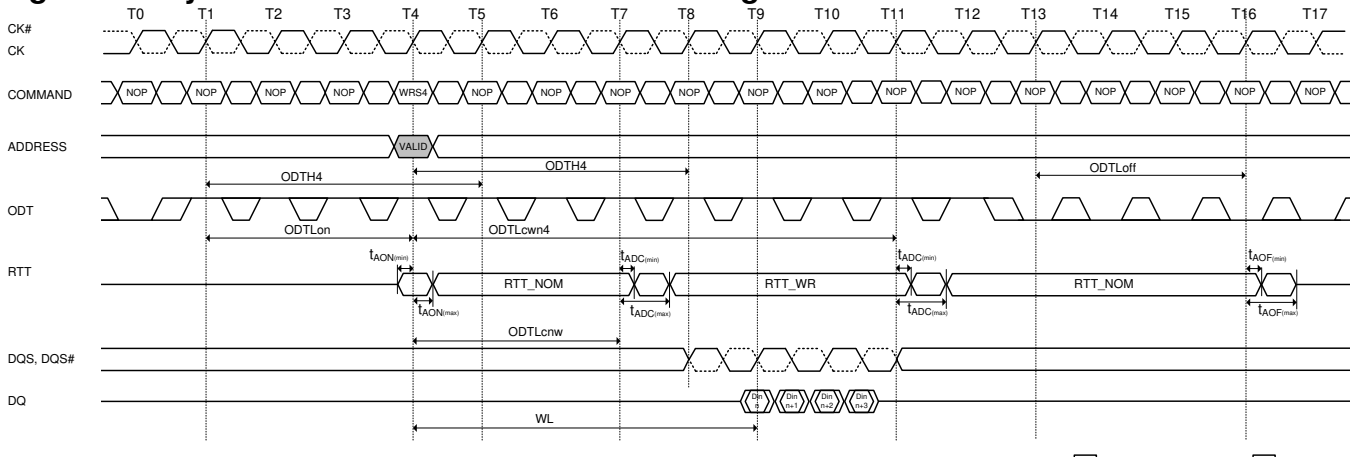 T0 T1 T2 T3 T4 T5 T6 T7 T8 T9 T10 T11 T12 T13 T14 T15 T16 T17
CK#
CK
COMMAND NOP NOP NOP NOP WRS4 NOP NOP NOP NOP NOP NOP NOP NOP NOP NOP NOP NOP NOP
ADDRESS VALID
ODTH4 ODTLoff
ODTH4
ODT
ODTLon ODTLcwn4
tAON(min) tADC(min) tADC(min) tAOF(min)
RTT RTT_NOM RTT_WR RTT_NOM
tAON(max) tADC(max) tADC(max) tAOF(max)
ODTLcnw
DQS, DQS#
DQ Din n Din n+1 Din n+2 Din n+3
WL